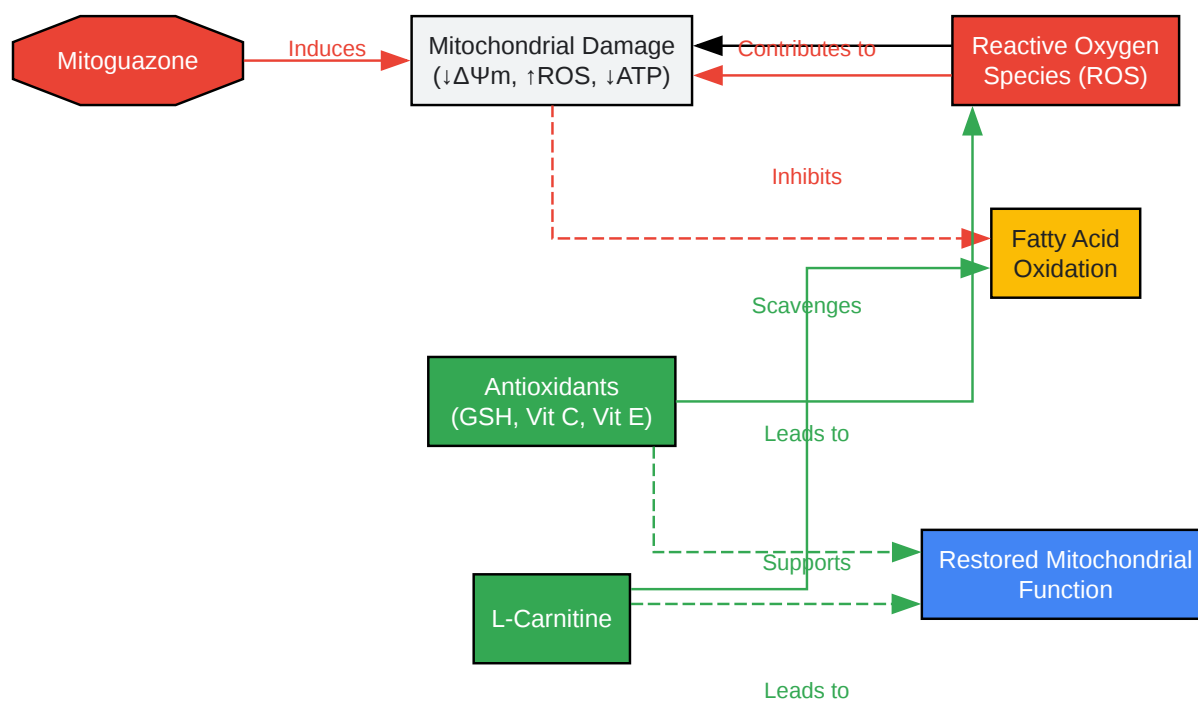 Mitoguazone
Induces
Mitochondrial Damage
(↓ΔΨm, ↑ROS, ↓ATP)
Contributes to
Reactive Oxygen
Species (ROS)
Inhibits
Fatty Acid
Oxidation
Scavenges
Antioxidants
(GSH, Vit C, Vit E)
Leads to
Supports
Restored Mitochondrial
Function
L-Carnitine
Leads to